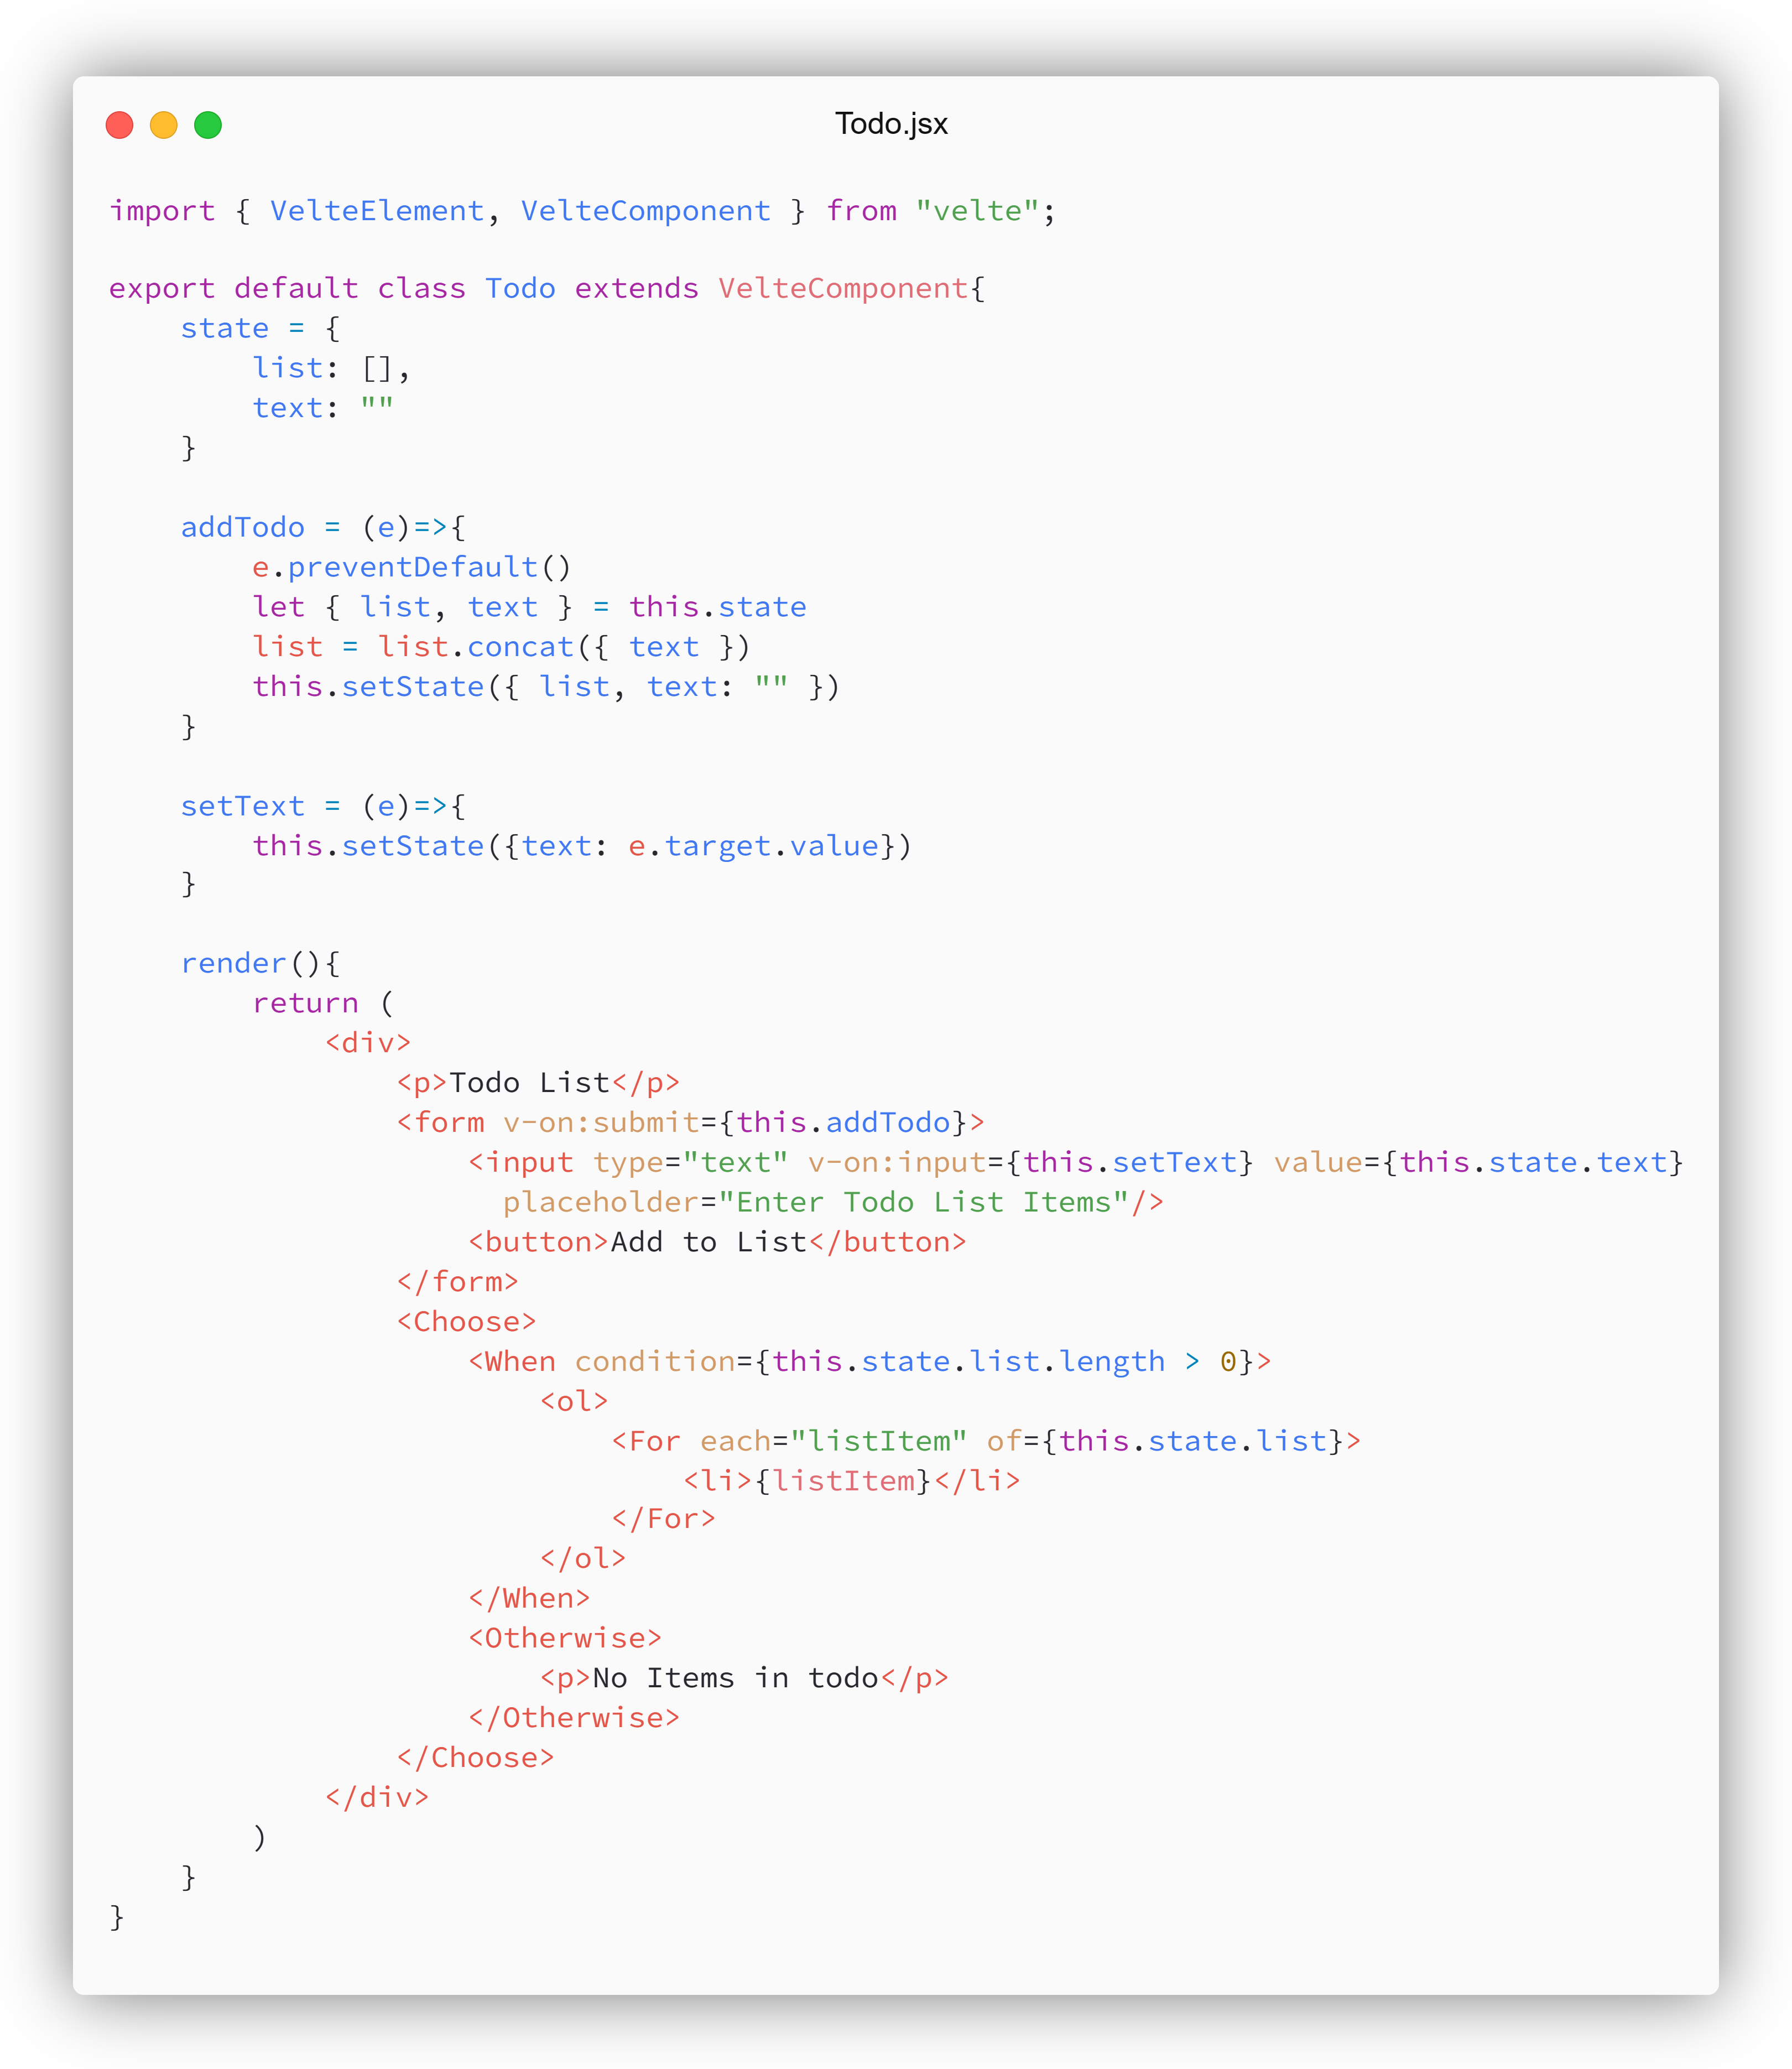 Todo.jsx
import { VelteElement, VelteComponent } from "velte";

export default class Todo extends VelteComponent{
    state = {
        list: [],
        text: ""
    }

    addTodo = (e)=>{
        e.preventDefault()
        let { list, text } = this.state
        list = list.concat({ text })
        this.setState({ list, text: "" })
    }

    setText = (e)=>{
        this.setState({text: e.target.value})
    }

    render(){
        return (
            <div>
                <p>Todo List</p>
                <form v-on:submit={this.addTodo}>
                    <input type="text" v-on:input={this.setText} value={this.state.text}
                      placeholder="Enter Todo List Items"/>
                    <button>Add to List</button>
                </form>
                <Choose>
                    <When condition={this.state.list.length > 0}>
                        <ol>
                            <For each="listItem" of={this.state.list}>
                                <li>{listItem}</li>
                            </For>
                        </ol>
                    </When>
                    <Otherwise>
                        <p>No Items in todo</p>
                    </Otherwise>
                </Choose>
            </div>
        )
    }
}